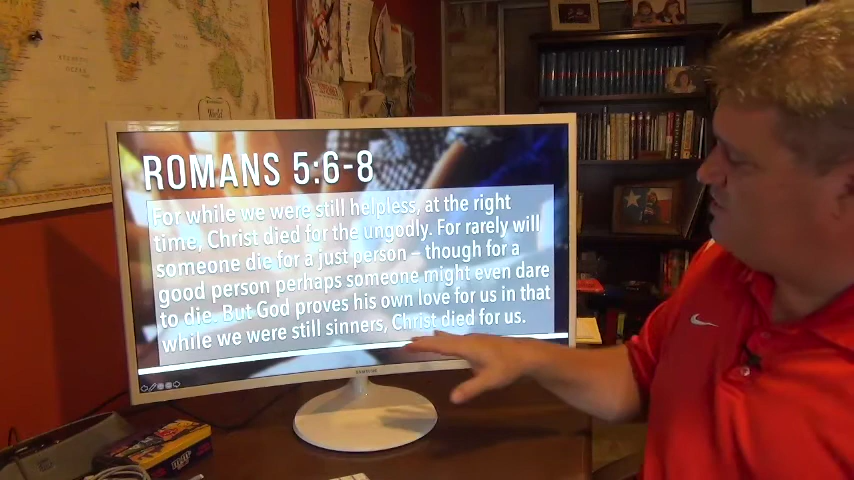 ROMANS 5:6-8
For while we were still helpless, at the right
time, Christ died for the ungodly. For rarely will
someone die for a just person – though for a
good person perhaps someone might even dare
to die. But God proves his own love for us in that
while we were still sinners, Christ died for us.
SAMSUNG
World